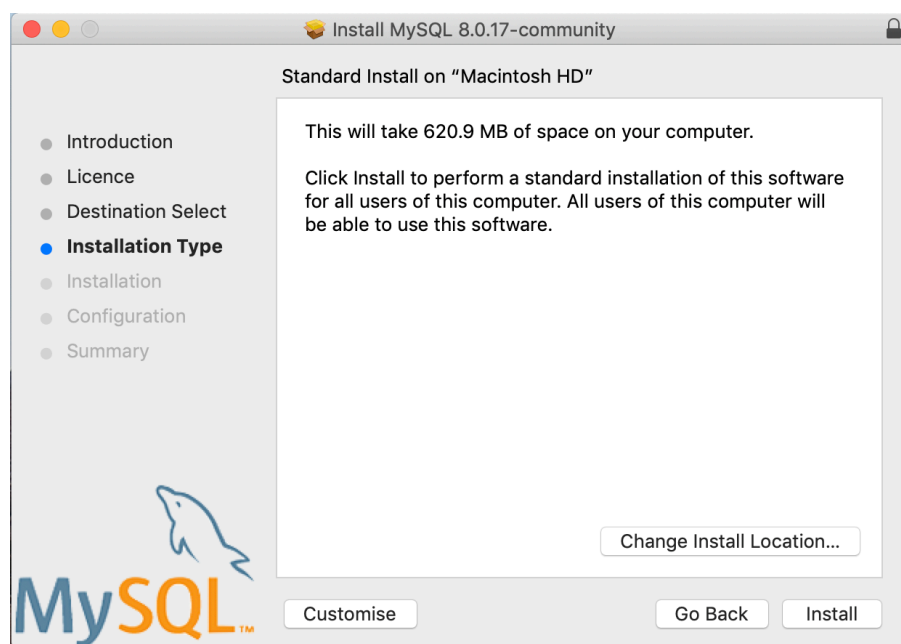 Install MySQL 8.0.17-community
Standard Install on “Macintosh HD”
Introduction
Licence
Destination Select
Installation Type
Installation
Configuration
Summary
This will take 620.9 MB of space on your computer.
Click Install to perform a standard installation of this software
for all users of this computer. All users of this computer will
be able to use this software.
Change Install Location...
MySQL™
Customise
Go Back
Install